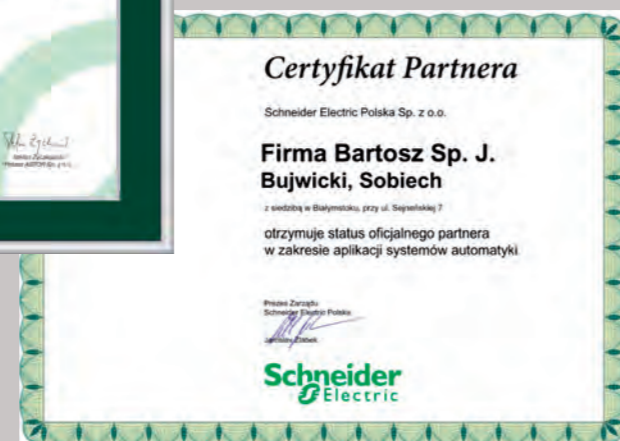 Certyfikat Partnera
Schneider Electric Polska Sp. z o.o.
Firma Bartosz Sp. J.
Bujwicki, Sobiech
z siedzibą w Białymstoku, przy ul. Sejneńskiej 7
otrzymuje status oficjalnego partnera
w zakresie aplikacji systemów automatyki
Prezes Zarządu
Schneider Electric Polska
Schneider
Electric